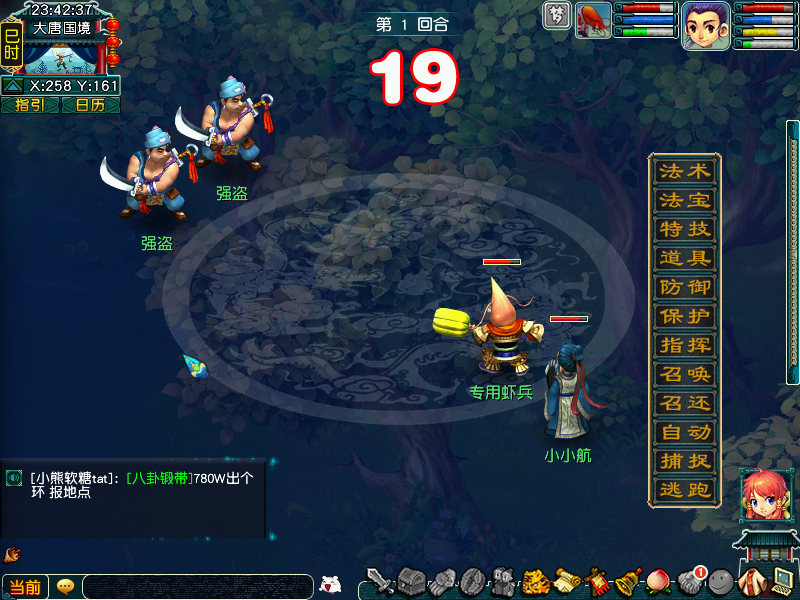 23:42:37
大唐国境
巳时
X:258 Y:161
指引 日历
第 1 回合
19
梦
强盗
强盗
专用虾兵
小小航
法术
法宝
特技
道具
防御
保护
指挥
召唤
召还
自动
捕捉
逃跑
[小熊软糖tat]: [八卦锻带]780W出个
环 报地点
当前
1